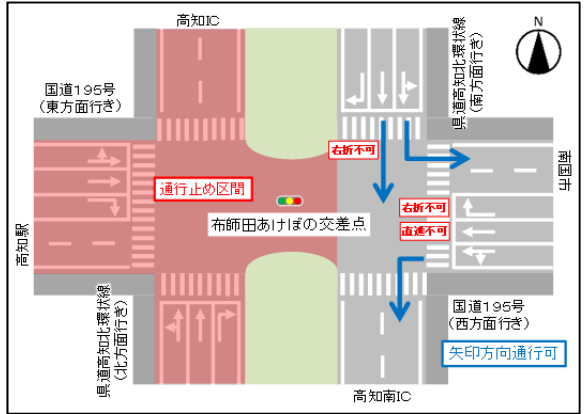 高知IC
国道195号
(東方面行き)
県道高知北環状線
(南方面行き)
N
右折不可
通行止め区間
右折不可
直進不可
布師田あけぼの交差点
南国市
高知駅
県道高知北環状線
(北方面行き)
国道195号
(西方面行き)
矢印方向通行可
高知南IC